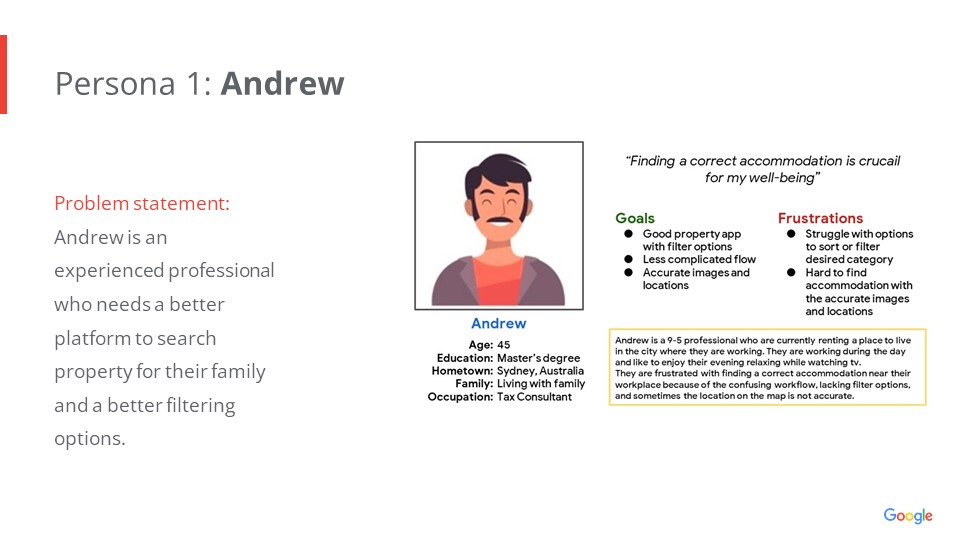 Persona 1: Andrew
Problem statement:
Andrew is an
experienced professional
who needs a better
platform to search
property for their family
and a better filtering
options.
Andrew
Age: 45
Education: Master's degree
Hometown: Sydney, Australia
Family: Living with family
Occupation: Tax Consultant
“Finding a correct accommodation is crucail
for my well-being”
Goals
● Good property app
with filter options
● Less complicated flow
● Accurate images and
locations
Frustrations
● Struggle with options
to sort or filter
desired category
● Hard to find
accommodation with
the accurate images
and locations
Andrew is a 9-5 professional who are currently renting a place to live
in the city where they are working. They are working during the day
and like to enjoy their evening relaxing while watching tv.
They are frustrated with finding a correct accommodation near their
workplace because of the confusing workflow, lacking filter options,
and sometimes the location on the map is not accurate.
Google